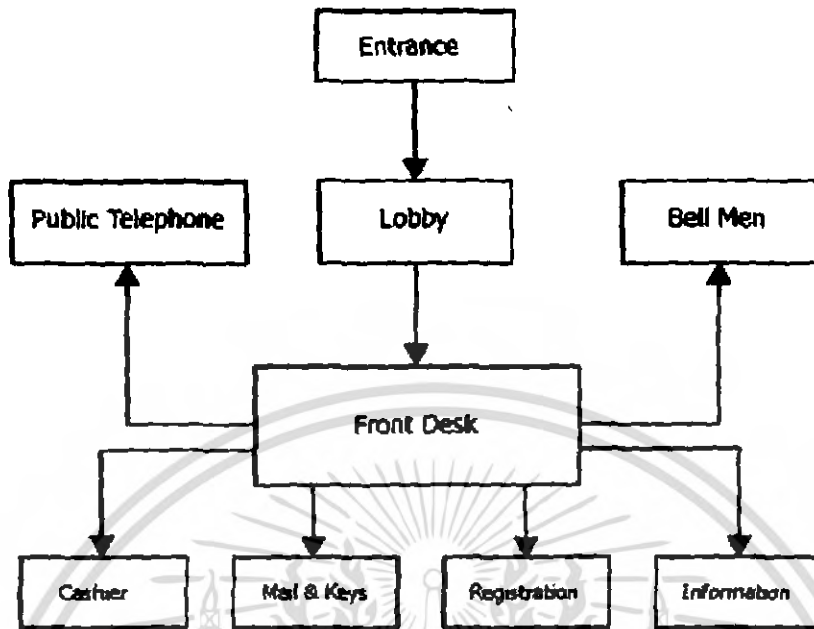 Entrance
Public Telephone
Lobby
Bell Men
Front Desk
Cashier
Mail & Keys
Registration
Information